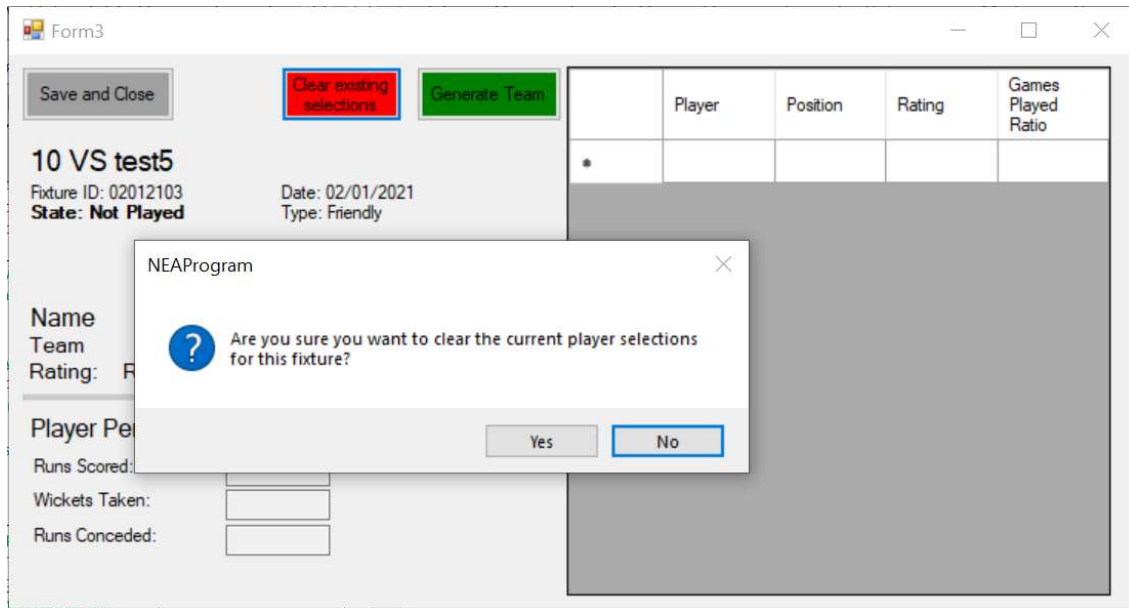 Form3
Save and Close
Clear existing
selections
Generate Team
Player
Position
Rating
Games
Played
Ratio
*
10 VS test5
Fixture ID: 02012103
Date: 02/01/2021
State: Not Played
Type: Friendly
NEAProgram
Are you sure you want to clear the current player selections
for this fixture?
Yes
No
Name
Team
Rating:
R
Player Per
Runs Scored:
Wickets Taken:
Runs Conceded: